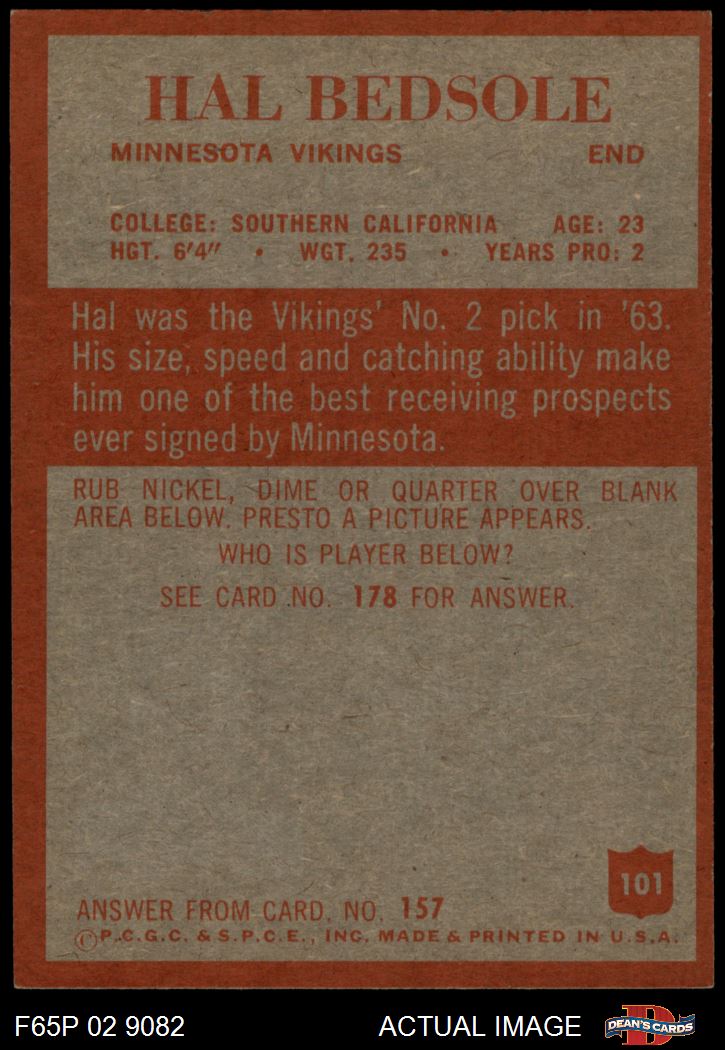 HAL BEDSOLE
MINNESOTA VIKINGS END
COLLEGE: SOUTHERN CALIFORNIA AGE: 23
HGT. 6'4" • WGT. 235 • YEARS PRO: 2
Hal was the Vikings' No. 2 pick in '63.
His size, speed and catching ability make
him one of the best receiving prospects
ever signed by Minnesota.
RUB NICKEL, DIME OR QUARTER OVER BLANK
AREA BELOW. PRESTO A PICTURE APPEARS.
WHO IS PLAYER BELOW?
SEE CARD NO. 178 FOR ANSWER.
101
ANSWER FROM CARD. NO. 157
©P.C.G.C. & S.P.C.E., INC. MADE & PRINTED IN U.S.A.
F65P 02 9082 ACTUAL IMAGE DEAN'S CARDS